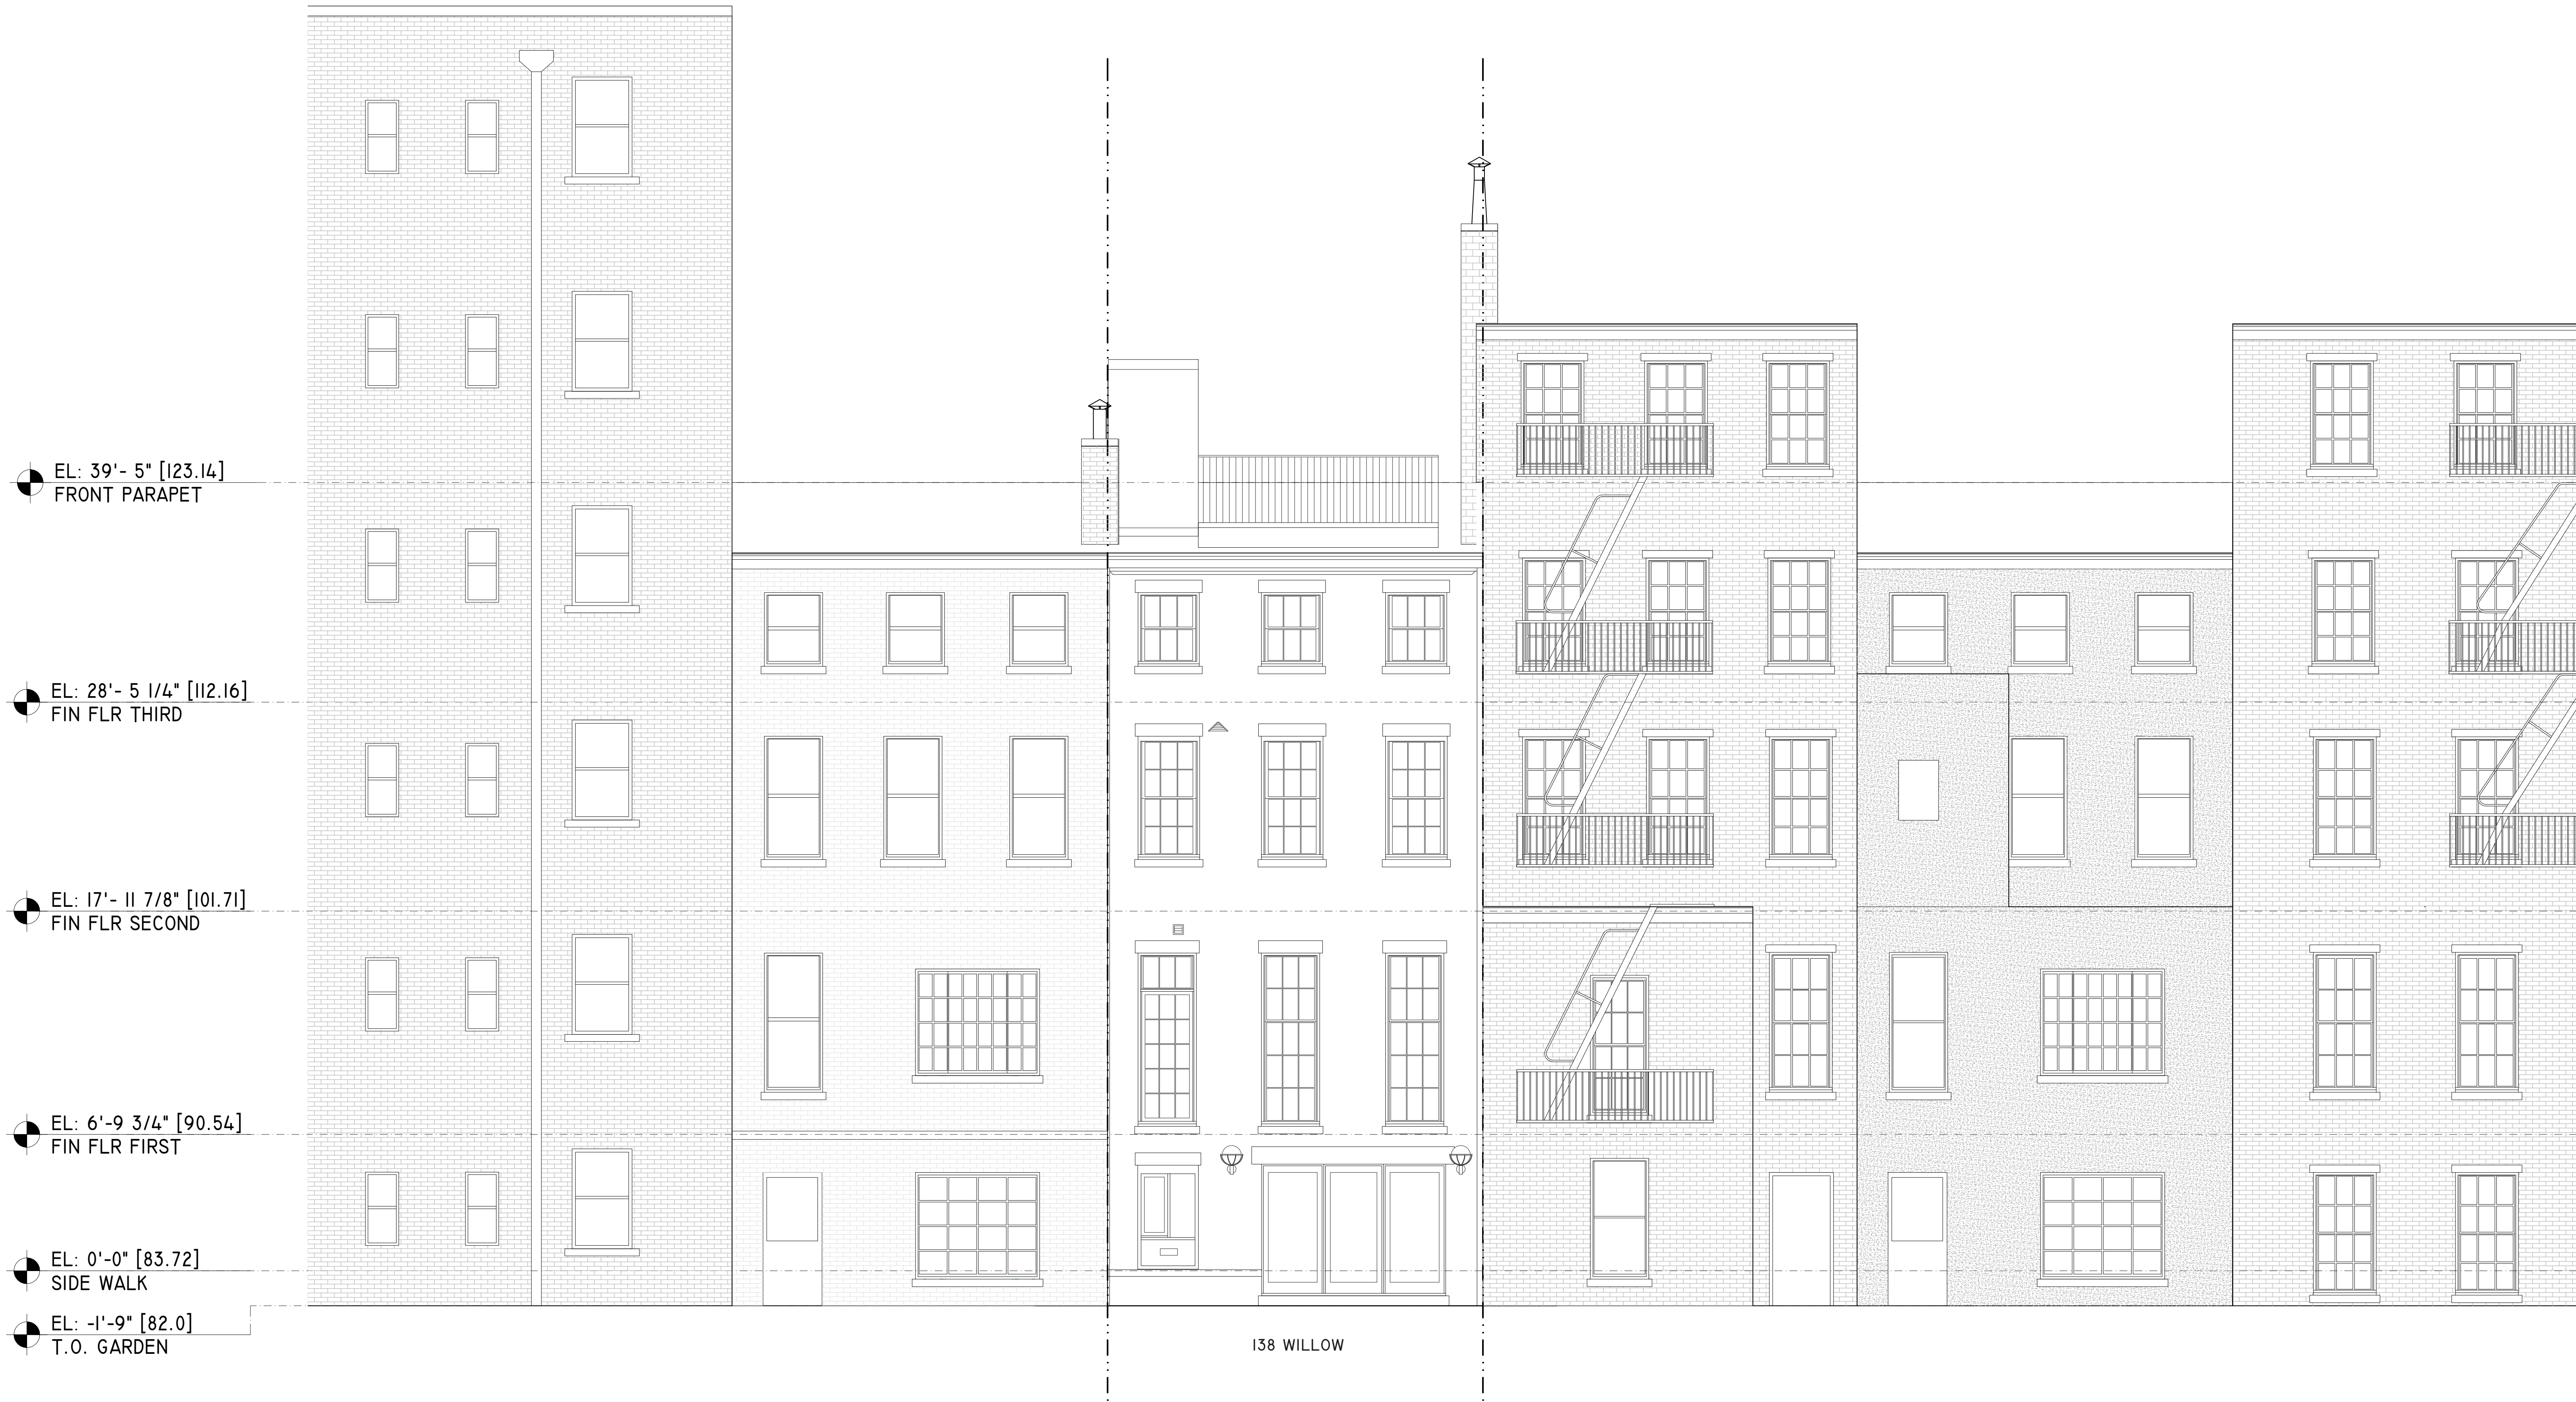 EL: 39'- 5" [123.14]
FRONT PARAPET
EL: 28'- 5 1/4" [112.16]
FIN FLR THIRD
EL: 17'- 11 7/8" [101.71]
FIN FLR SECOND
EL: 6'-9 3/4" [90.54]
FIN FLR FIRST
EL: 0'-0" [83.72]
SIDE WALK
EL: -1'-9" [82.0]
T.O. GARDEN
138 WILLOW